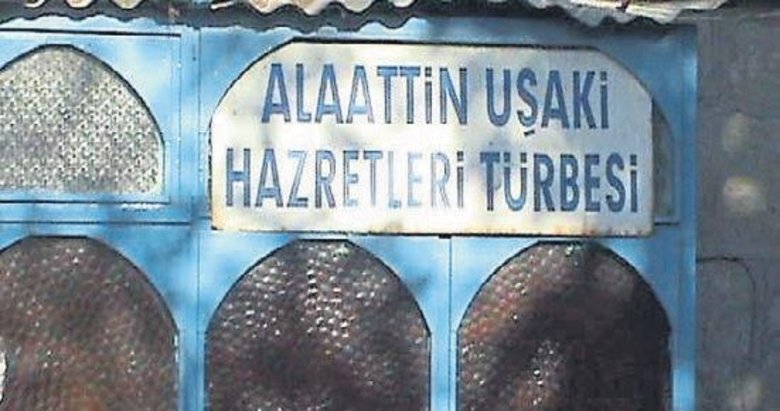 ALAATTİN UŞAKİ
HAZRETLERİ TÜRBESİ